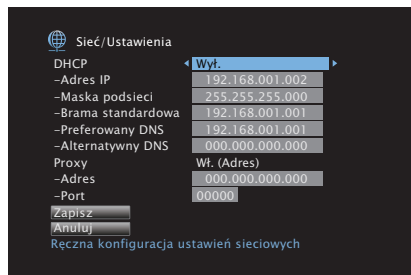 Sieć/Ustawienia
DHCP Wył.
–Adres IP 192.168.001.002
–Maska podsieci 255.255.255.000
–Brama standardowa 192.168.001.001
–Preferowany DNS 192.168.001.001
–Alternatywny DNS 000.000.000.000
Proxy Wł. (Adres)
–Adres 000.000.000.000
–Port 00000
Zapisz
Anuluj
Ręczna konfiguracja ustawień sieciowych